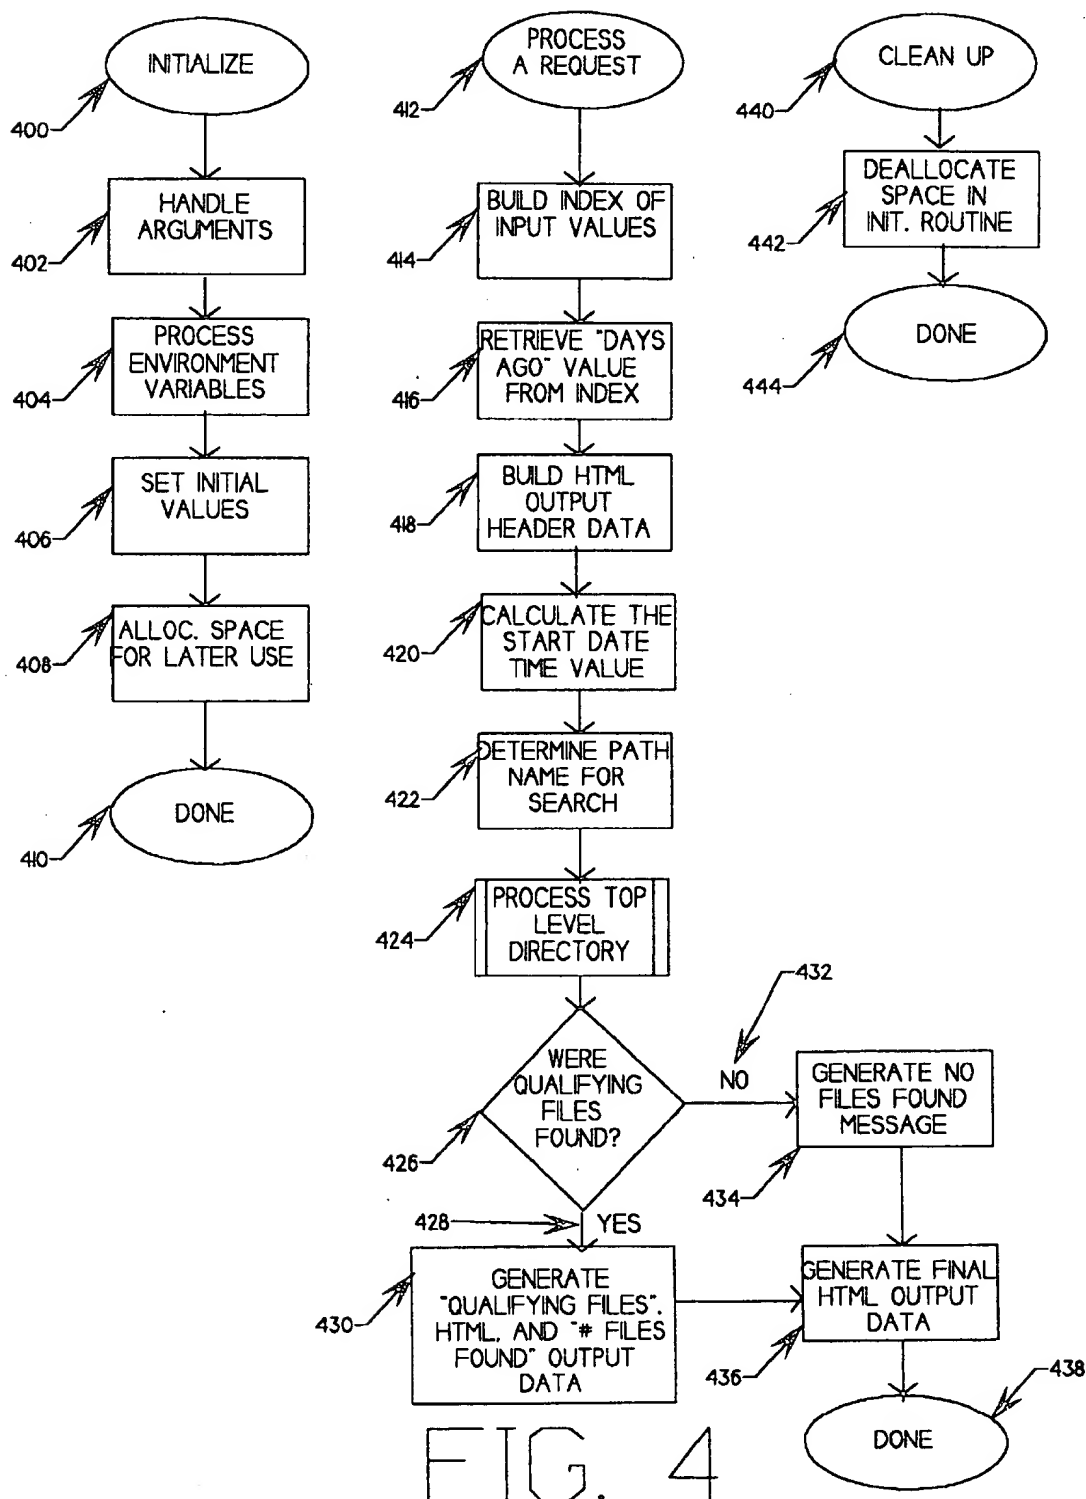 INITIALIZE
400
HANDLE
ARGUMENTS
402
PROCESS
ENVIRONMENT
VARIABLES
404
SET INITIAL
VALUES
406
ALLOC. SPACE
FOR LATER USE
408
DONE
410
PROCESS
A REQUEST
412
BUILD INDEX OF
INPUT VALUES
414
RETRIEVE "DAYS
AGO" VALUE
FROM INDEX
416
BUILD HTML
OUTPUT
HEADER DATA
418
CALCULATE THE
START DATE
TIME VALUE
420
DETERMINE PATH
NAME FOR
SEARCH
422
PROCESS TOP
LEVEL
DIRECTORY
424
WERE
QUALIFYING
FILES
FOUND?
426
432
NO
428
YES
GENERATE
"QUALIFYING FILES",
HTML, AND "# FILES
FOUND" OUTPUT
DATA
430
GENERATE NO
FILES FOUND
MESSAGE
434
GENERATE FINAL
HTML OUTPUT
DATA
436
DONE
438
CLEAN UP
440
DEALLOCATE
SPACE IN
INIT. ROUTINE
442
DONE
444
FIG. 4